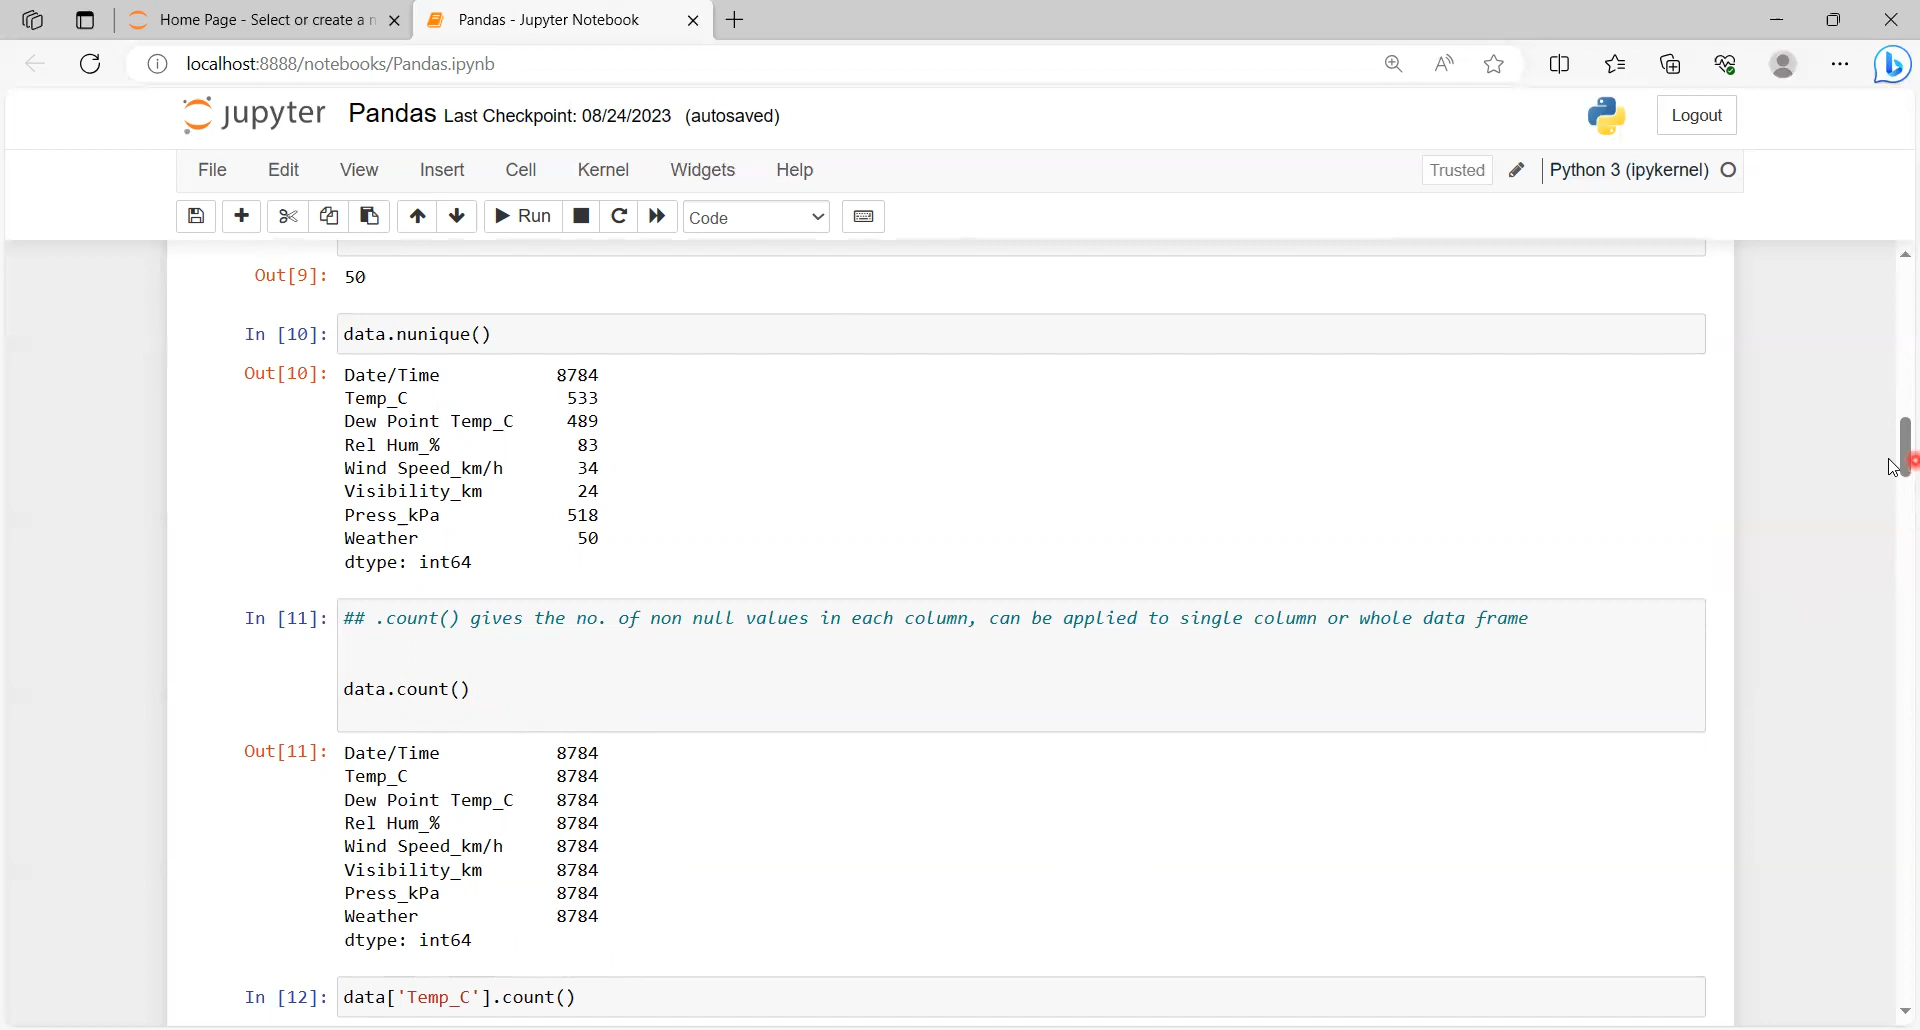 Home Page - Select or create a n
Pandas - Jupyter Notebook
localhost:8888/notebooks/Pandas.ipynb
jupyter Pandas Last Checkpoint: 08/24/2023 (autosaved)
Logout
File Edit View Insert Cell Kernel Widgets Help
Trusted
Python 3 (ipykernel)
Run
Code
Out[9]: 50
In [10]: data.nunique()
Out[10]: Date/Time 8784
Temp_C 533
Dew Point Temp_C 489
Rel Hum_% 83
Wind Speed_km/h 34
Visibility_km 24
Press_kPa 518
Weather 50
dtype: int64
In [11]: ## .count() gives the no. of non null values in each column, can be applied to single column or whole data frame
data.count()
Out[11]: Date/Time 8784
Temp_C 8784
Dew Point Temp_C 8784
Rel Hum_% 8784
Wind Speed_km/h 8784
Visibility_km 8784
Press_kPa 8784
Weather 8784
dtype: int64
In [12]: data['Temp_C'].count()